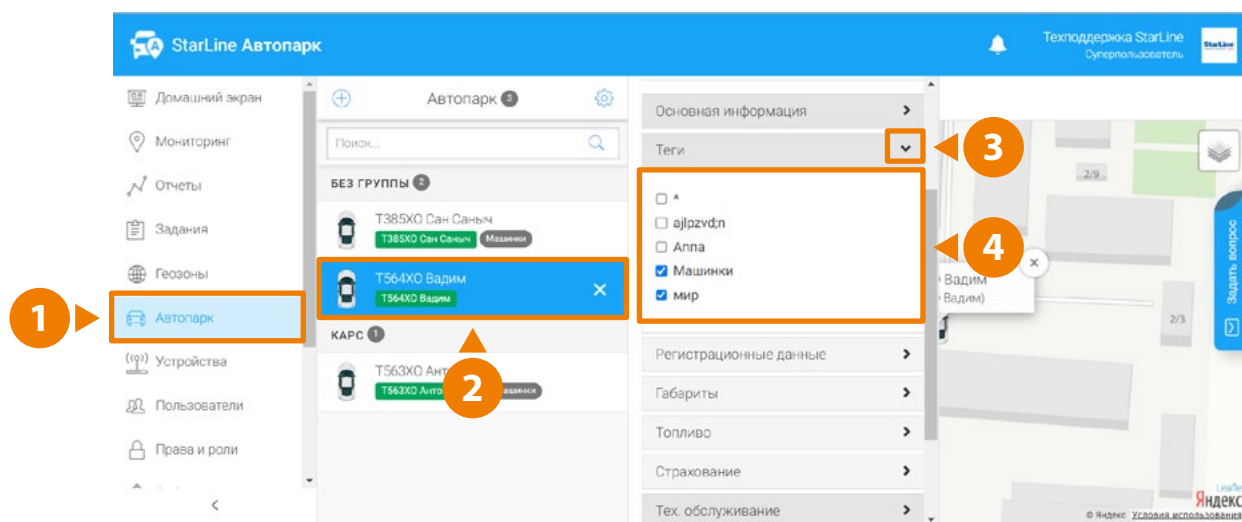 StarLine Автопарк
Техподдержка StarLine
Суперпользователь
StarLine
Домашний экран
Мониторинг
Отчеты
Задания
Геозоны
Автопарк
Устройства
Пользователи
Права и роли
1
Автопарк 3
Поиск...
БЕЗ ГРУППЫ 2
Т385ХО Сан Саныч
Т385ХО Сан Саныч Машинки
Т564ХО Вадим
Т564ХО Вадим
КАРС 1
Т563ХО Ант
Т563ХО Анто
2
Основная информация
Теги
3
*
ajlpzvd;n
Anna
Машинки
мир
4
Регистрационные данные
Габариты
Топливо
Страхование
Тех. обслуживание
2/9
Вадим
Вадим)
2/3
Задать вопрос
Яндекс
© Яндекс Условия использования